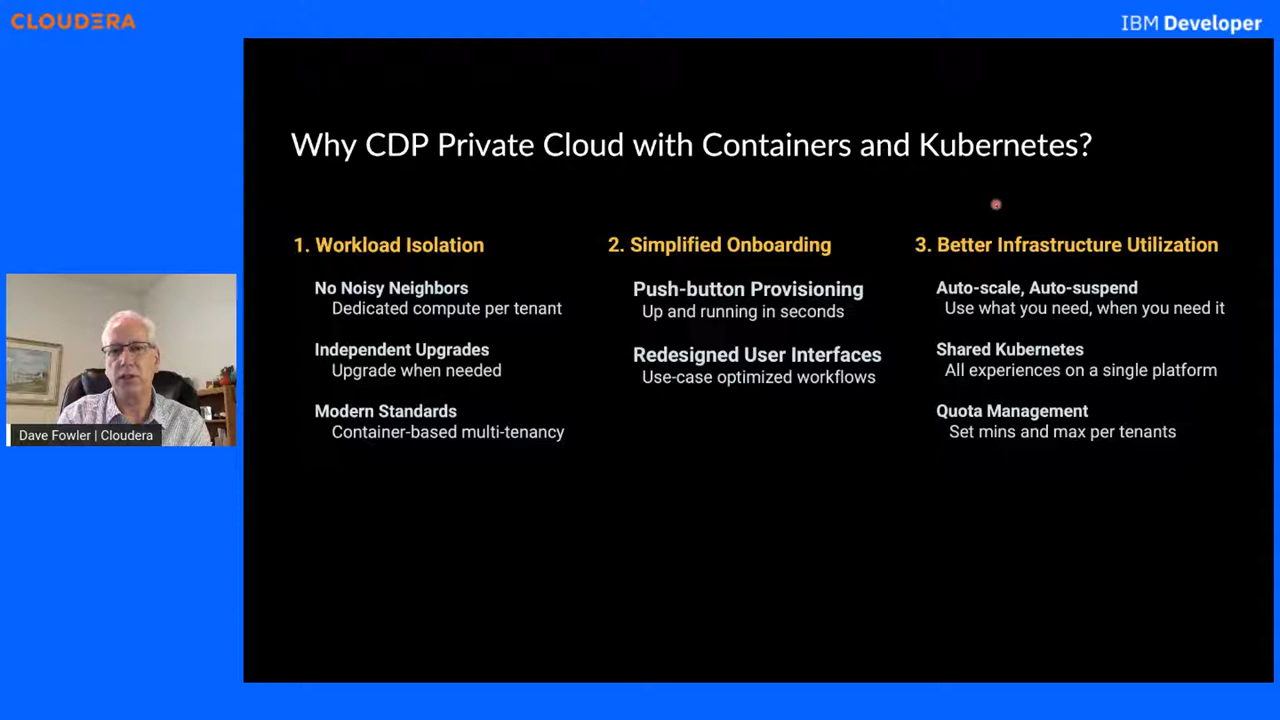 CLOUDERA
IBM Developer
Why CDP Private Cloud with Containers and Kubernetes?
1. Workload Isolation
No Noisy Neighbors
Dedicated compute per tenant
Independent Upgrades
Upgrade when needed
Modern Standards
Container-based multi-tenancy
2. Simplified Onboarding
Push-button Provisioning
Up and running in seconds
Redesigned User Interfaces
Use-case optimized workflows
3. Better Infrastructure Utilization
Auto-scale, Auto-suspend
Use what you need, when you need it
Shared Kubernetes
All experiences on a single platform
Quota Management
Set mins and max per tenants
Dave Fowler | Cloudera